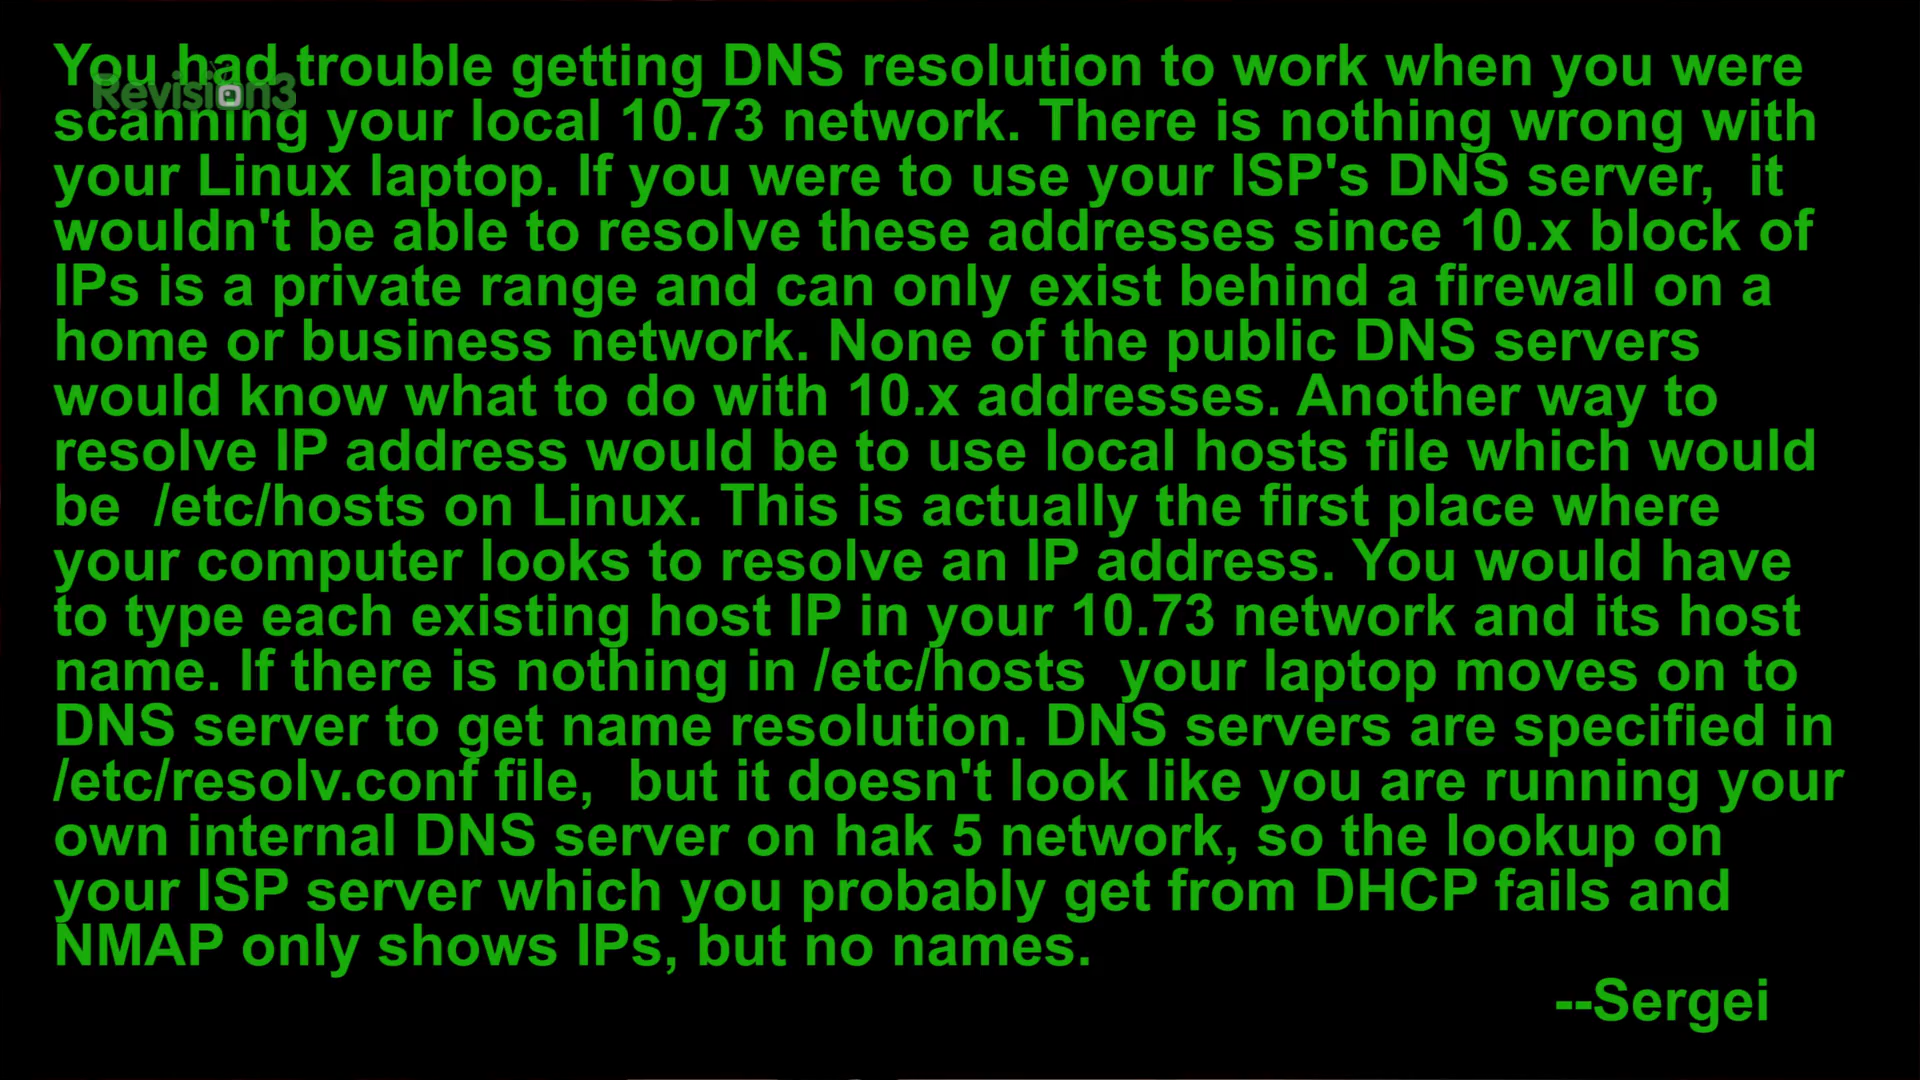 You had trouble getting DNS resolution to work when you were
Revision3
scanning your local 10.73 network. There is nothing wrong with
your Linux laptop. If you were to use your ISP's DNS server,  it
wouldn't be able to resolve these addresses since 10.x block of
IPs is a private range and can only exist behind a firewall on a
home or business network. None of the public DNS servers
would know what to do with 10.x addresses. Another way to
resolve IP address would be to use local hosts file which would
be  /etc/hosts on Linux. This is actually the first place where
your computer looks to resolve an IP address. You would have
to type each existing host IP in your 10.73 network and its host
name. If there is nothing in /etc/hosts  your laptop moves on to
DNS server to get name resolution. DNS servers are specified in
/etc/resolv.conf file,  but it doesn't look like you are running your
own internal DNS server on hak 5 network, so the lookup on
your ISP server which you probably get from DHCP fails and
NMAP only shows IPs, but no names.
--Sergei